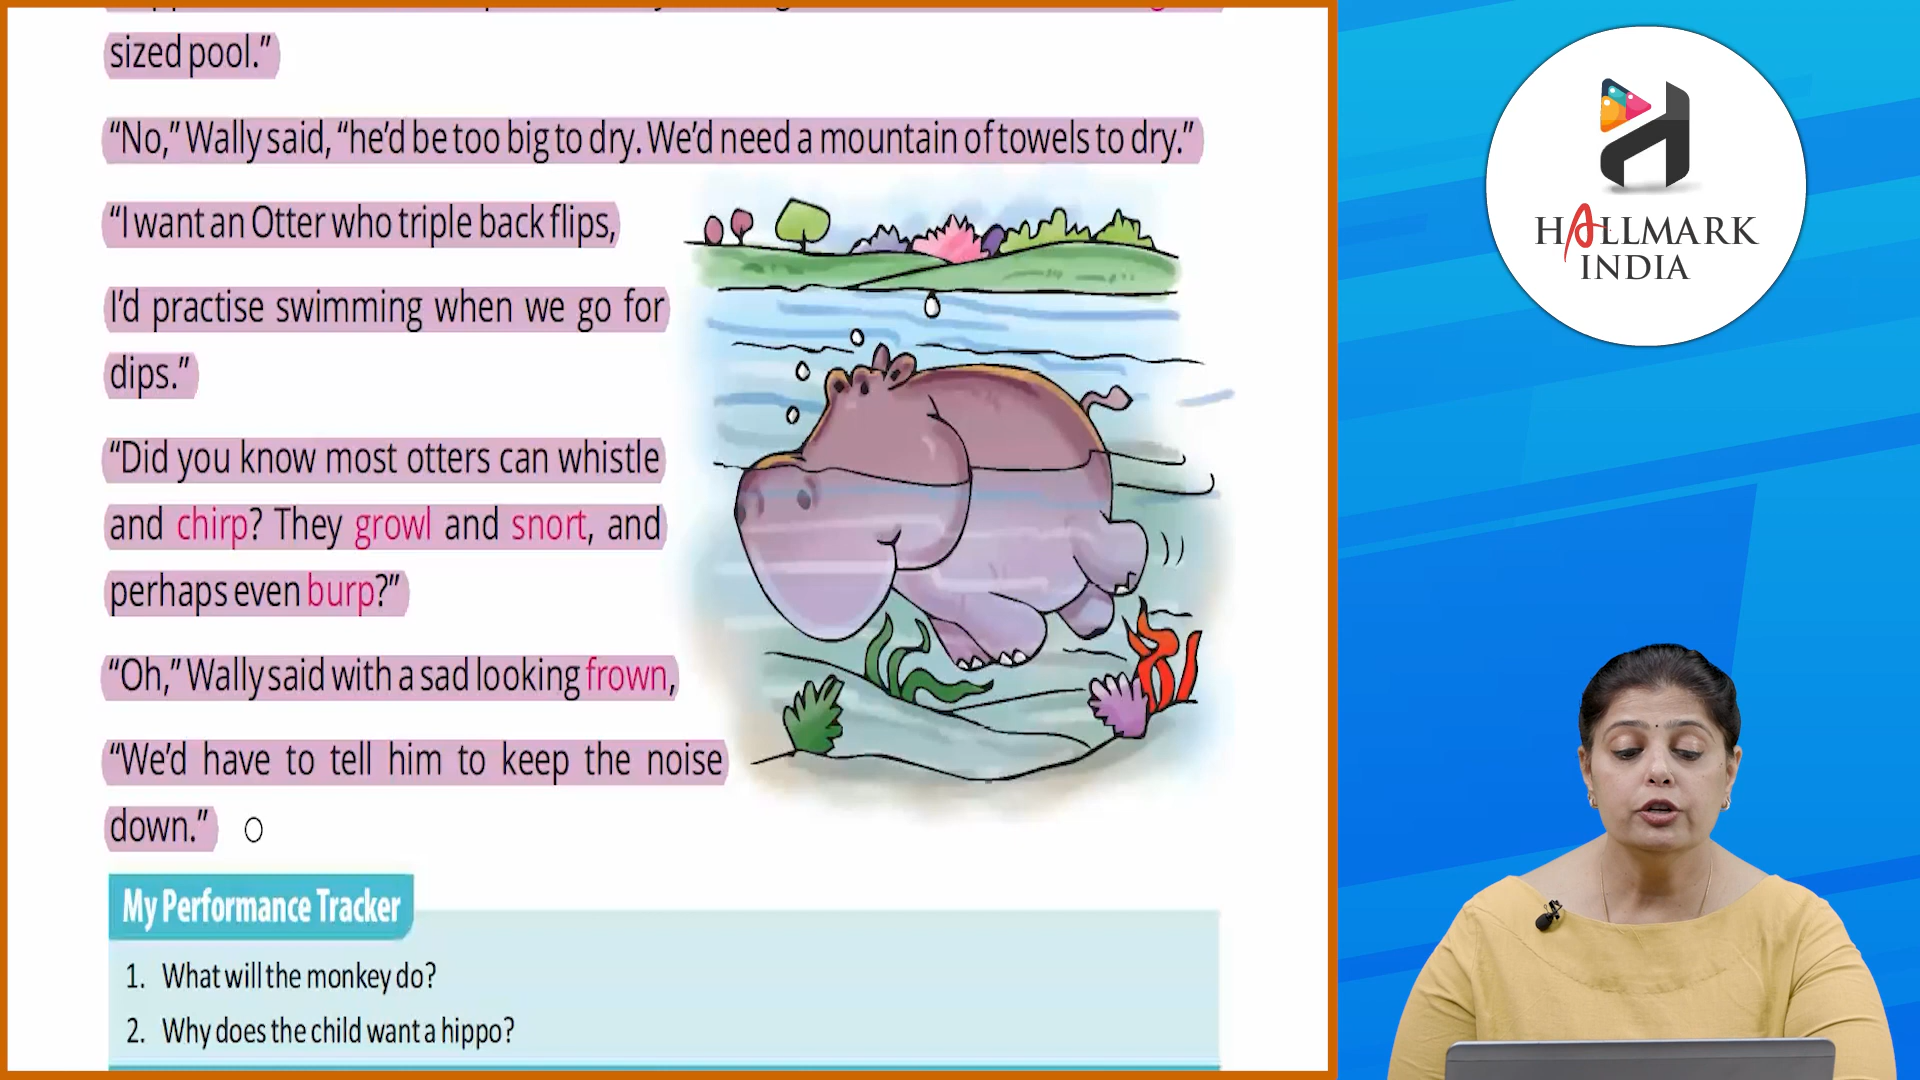 sized pool.”
“No,” Wally said, “he’d be too big to dry. We’d need a mountain of towels to dry.”
“I want an Otter who triple back flips,
I’d practise swimming when we go for
dips.”
“Did you know most otters can whistle
and chirp? They growl and snort, and
perhaps even burp?”
“Oh,” Wally said with a sad looking frown,
“We’d have to tell him to keep the noise
down.”
My Performance Tracker
1. What will the monkey do?
2. Why does the child want a hippo?
HALLMARK
INDIA